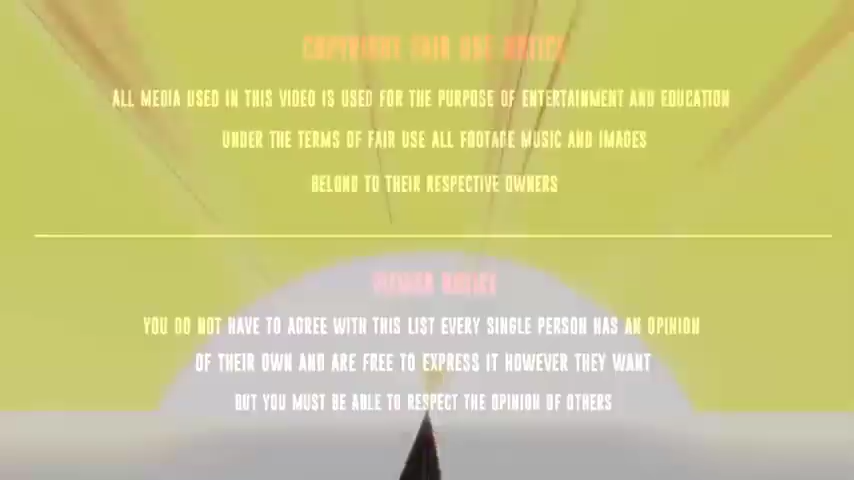 COPYRIGHT FAIR USE NOTICE
ALL MEDIA USED IN THIS VIDEO IS USED FOR THE PURPOSE OF ENTERTAINMENT AND EDUCATION
UNDER THE TERMS OF FAIR USE ALL FOOTAGE MUSIC AND IMAGES
BELONG TO THEIR RESPECTIVE OWNERS
VIEWER NOTICE
YOU DO NOT HAVE TO AGREE WITH THIS LIST EVERY SINGLE PERSON HAS AN OPINION
OF THEIR OWN AND ARE FREE TO EXPRESS IT HOWEVER THEY WANT
BUT YOU MUST BE ABLE TO RESPECT THE OPINION OF OTHERS